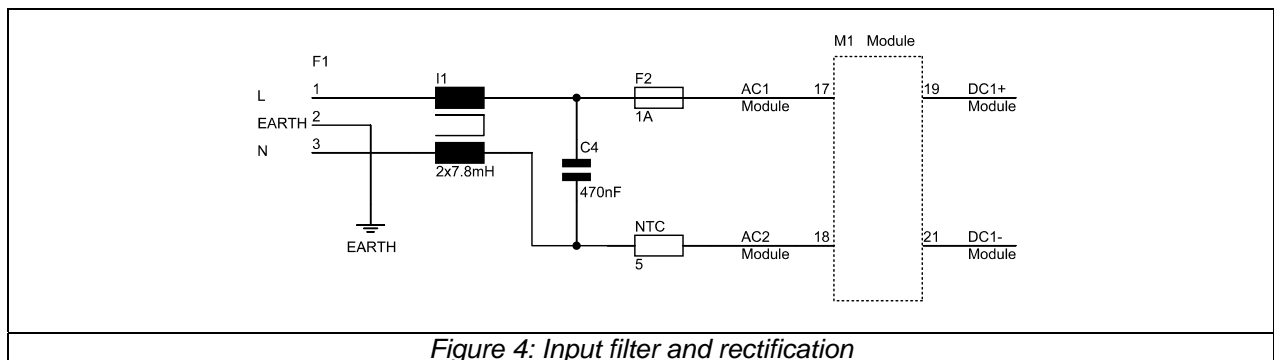 M1 Module
F1
I1
F2
L
1
AC1
17
19
DC1+
Module
Module
EARTH
2
1A
N
3
C4
2x7.8mH
470nF
NTC
AC2
18
21
DC1-
EARTH
Module
Module
5
Figure 4: Input filter and rectification